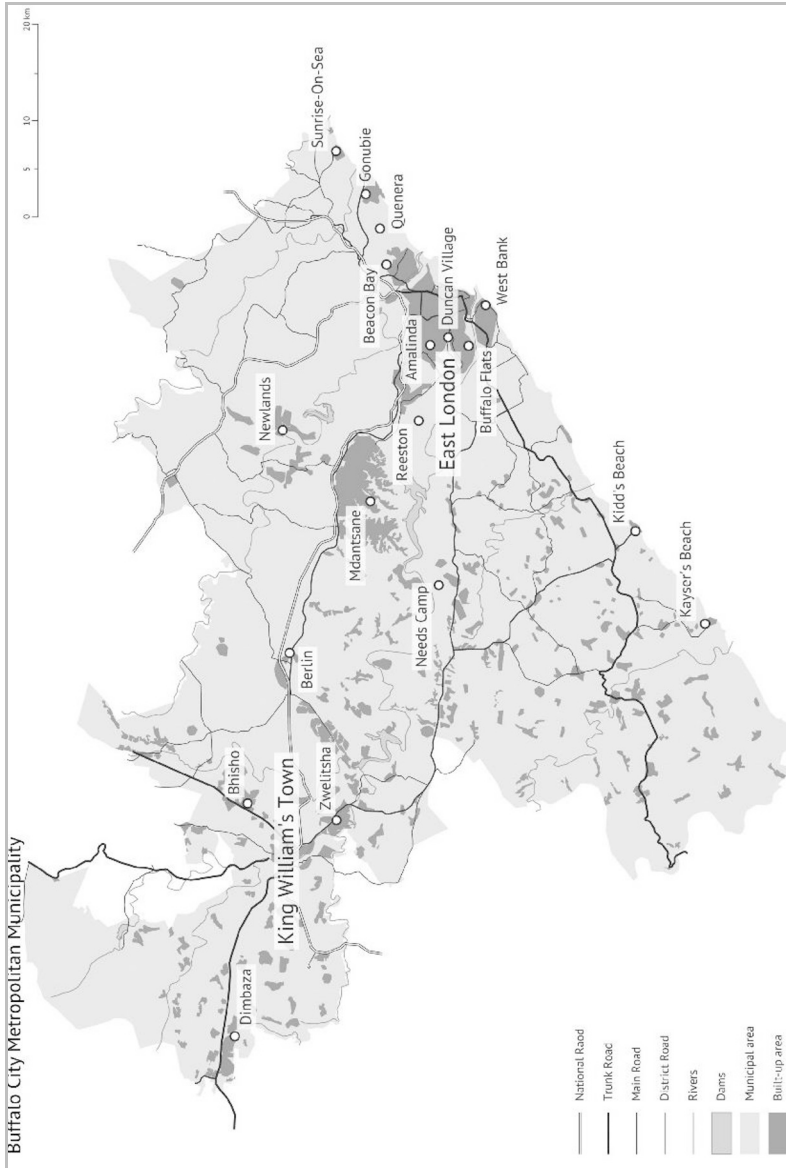 Buffalo City Metropolitan Municipality
0
5
10
20 km
Sunrise-On-Sea
Gonubie
Quenera
Beacon Bay
Newlands
Amalinda
Duncan Village
West Bank
East London
Buffalo Flats
Reeston
Mdantsane
Berlin
Needs Camp
Kidd's Beach
Kayser's Beach
Bhisho
Zwelitsha
King William's Town
Dimbaza
National Raod
Trunk Road
Main Road
District Road
Rivers
Dams
Municipal area
Built-up area